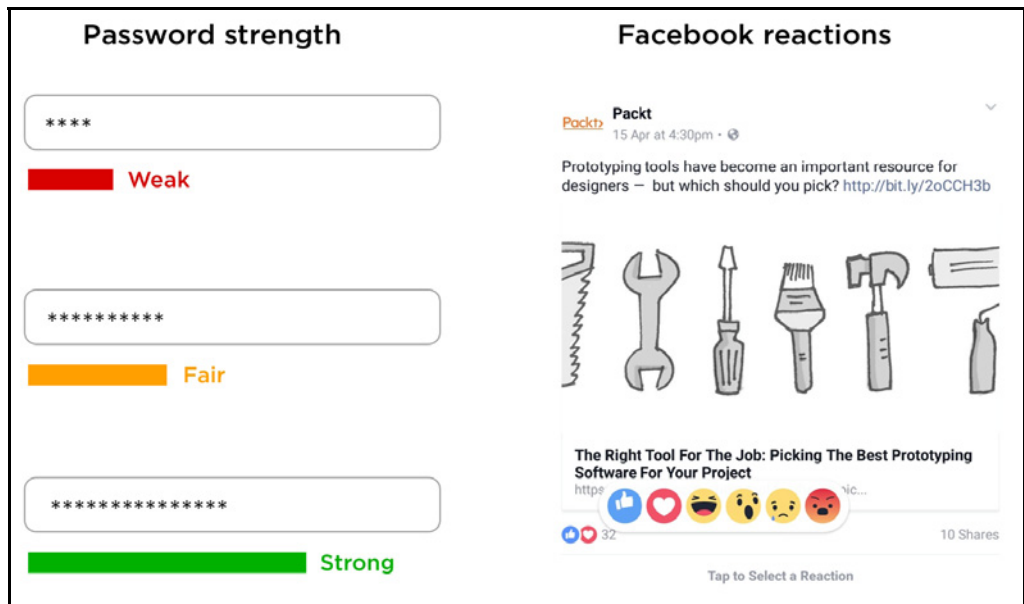 Password strength
****
Weak
**********
Fair
***************
Strong
Facebook reactions
Packt>
Packt
15 Apr at 4:30pm •
Prototyping tools have become an important resource for
designers — but which should you pick? http://bit.ly/2oCCH3b
The Right Tool For The Job: Picking The Best Prototyping
Software For Your Project
https
32
10 Shares
Tap to Select a Reaction